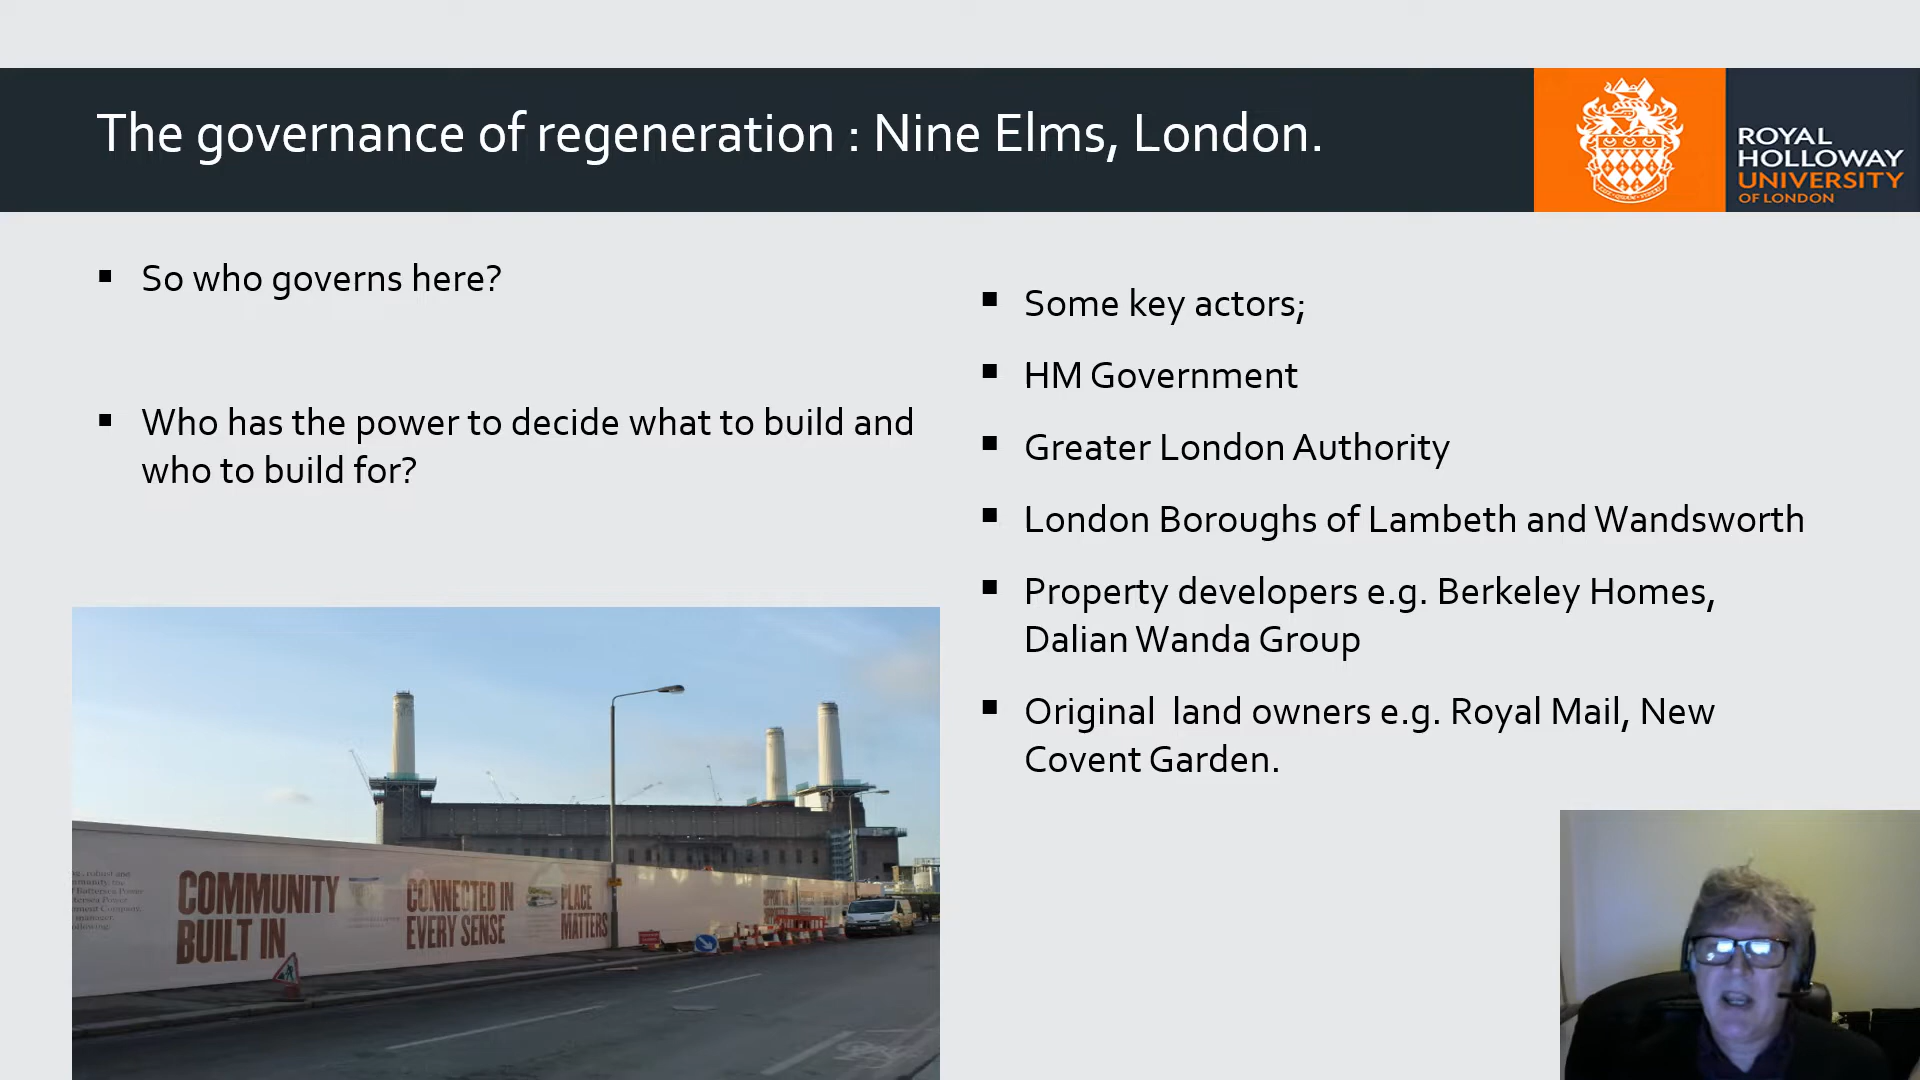 The governance of regeneration : Nine Elms, London.
ROYAL
HOLLOWAY
UNIVERSITY
OF LONDON
▪ So who governs here?
▪ Who has the power to decide what to build and
who to build for?
▪ Some key actors;
▪ HM Government
▪ Greater London Authority
▪ London Boroughs of Lambeth and Wandsworth
▪ Property developers e.g. Berkeley Homes,
Dalian Wanda Group
▪ Original land owners e.g. Royal Mail, New
Covent Garden.
COMMUNITY
BUILT IN
CONNECTED IN
EVERY SENSE
PLACE
MATTERS